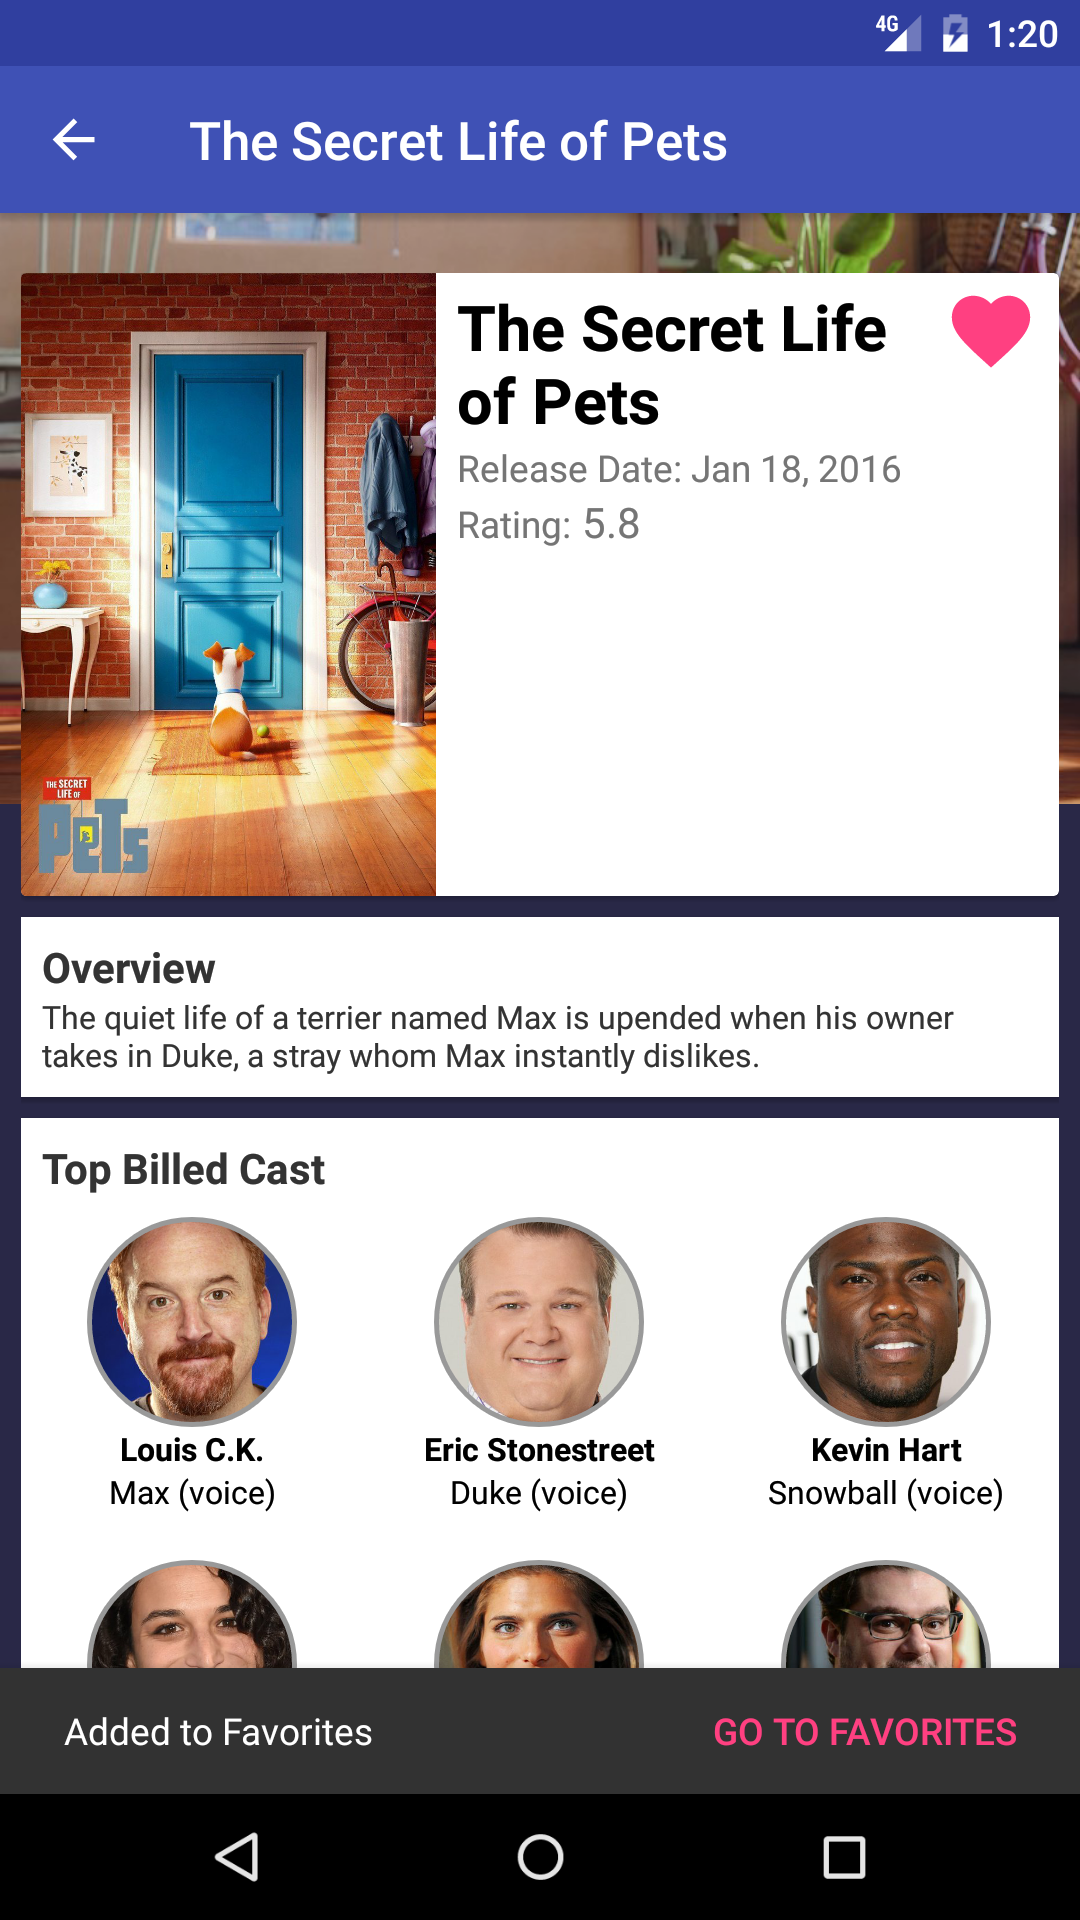 4G 1:20
The Secret Life of Pets
The Secret Life
of Pets
Release Date: Jan 18, 2016
Rating: 5.8
THE SECRET
LIFE OF
PeTs
Overview
The quiet life of a terrier named Max is upended when his owner
takes in Duke, a stray whom Max instantly dislikes.
Top Billed Cast
Louis C.K.
Eric Stonestreet
Kevin Hart
Max (voice)
Duke (voice)
Snowball (voice)
Added to Favorites
GO TO FAVORITES